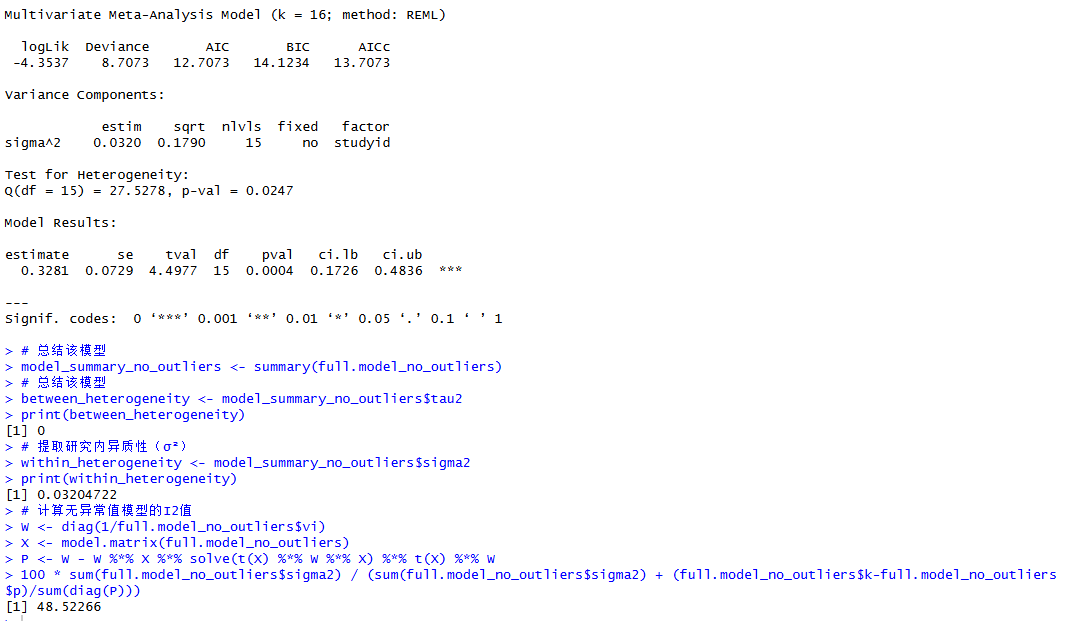 Multivariate Meta-Analysis Model (k = 16; method: REML)
logLik Deviance AIC BIC AICc
-4.3537 8.7073 12.7073 14.1234 13.7073
Variance Components:
estim sqrt nlvls fixed factor
sigma^2 0.0320 0.1790 15 no studyid
Test for Heterogeneity:
Q(df = 15) = 27.5278, p-val = 0.0247
Model Results:
estimate se tval df pval ci.lb ci.ub
0.3281 0.0729 4.4977 15 0.0004 0.1726 0.4836 ***
---
Signif. codes: 0 ‘***’ 0.001 ‘**’ 0.01 ‘*’ 0.05 ‘.’ 0.1 ‘ ’ 1
> # 总结该模型
> model_summary_no_outliers <- summary(full.model_no_outliers)
> # 总结该模型
> between_heterogeneity <- model_summary_no_outliers$tau2
> print(between_heterogeneity)
[1] 0
> # 提取研究内异质性（σ²）
> within_heterogeneity <- model_summary_no_outliers$sigma2
> print(within_heterogeneity)
[1] 0.03204722
> # 计算无异常值模型的I2值
> W <- diag(1/full.model_no_outliers$vi)
> X <- model.matrix(full.model_no_outliers)
> P <- W - W %*% X %*% solve(t(X) %*% W %*% X) %*% t(X) %*% W
> 100 * sum(full.model_no_outliers$sigma2) / (sum(full.model_no_outliers$sigma2) + (full.model_no_outliers$k-full.model_no_outliers
$p)/sum(diag(P)))
[1] 48.52266
>